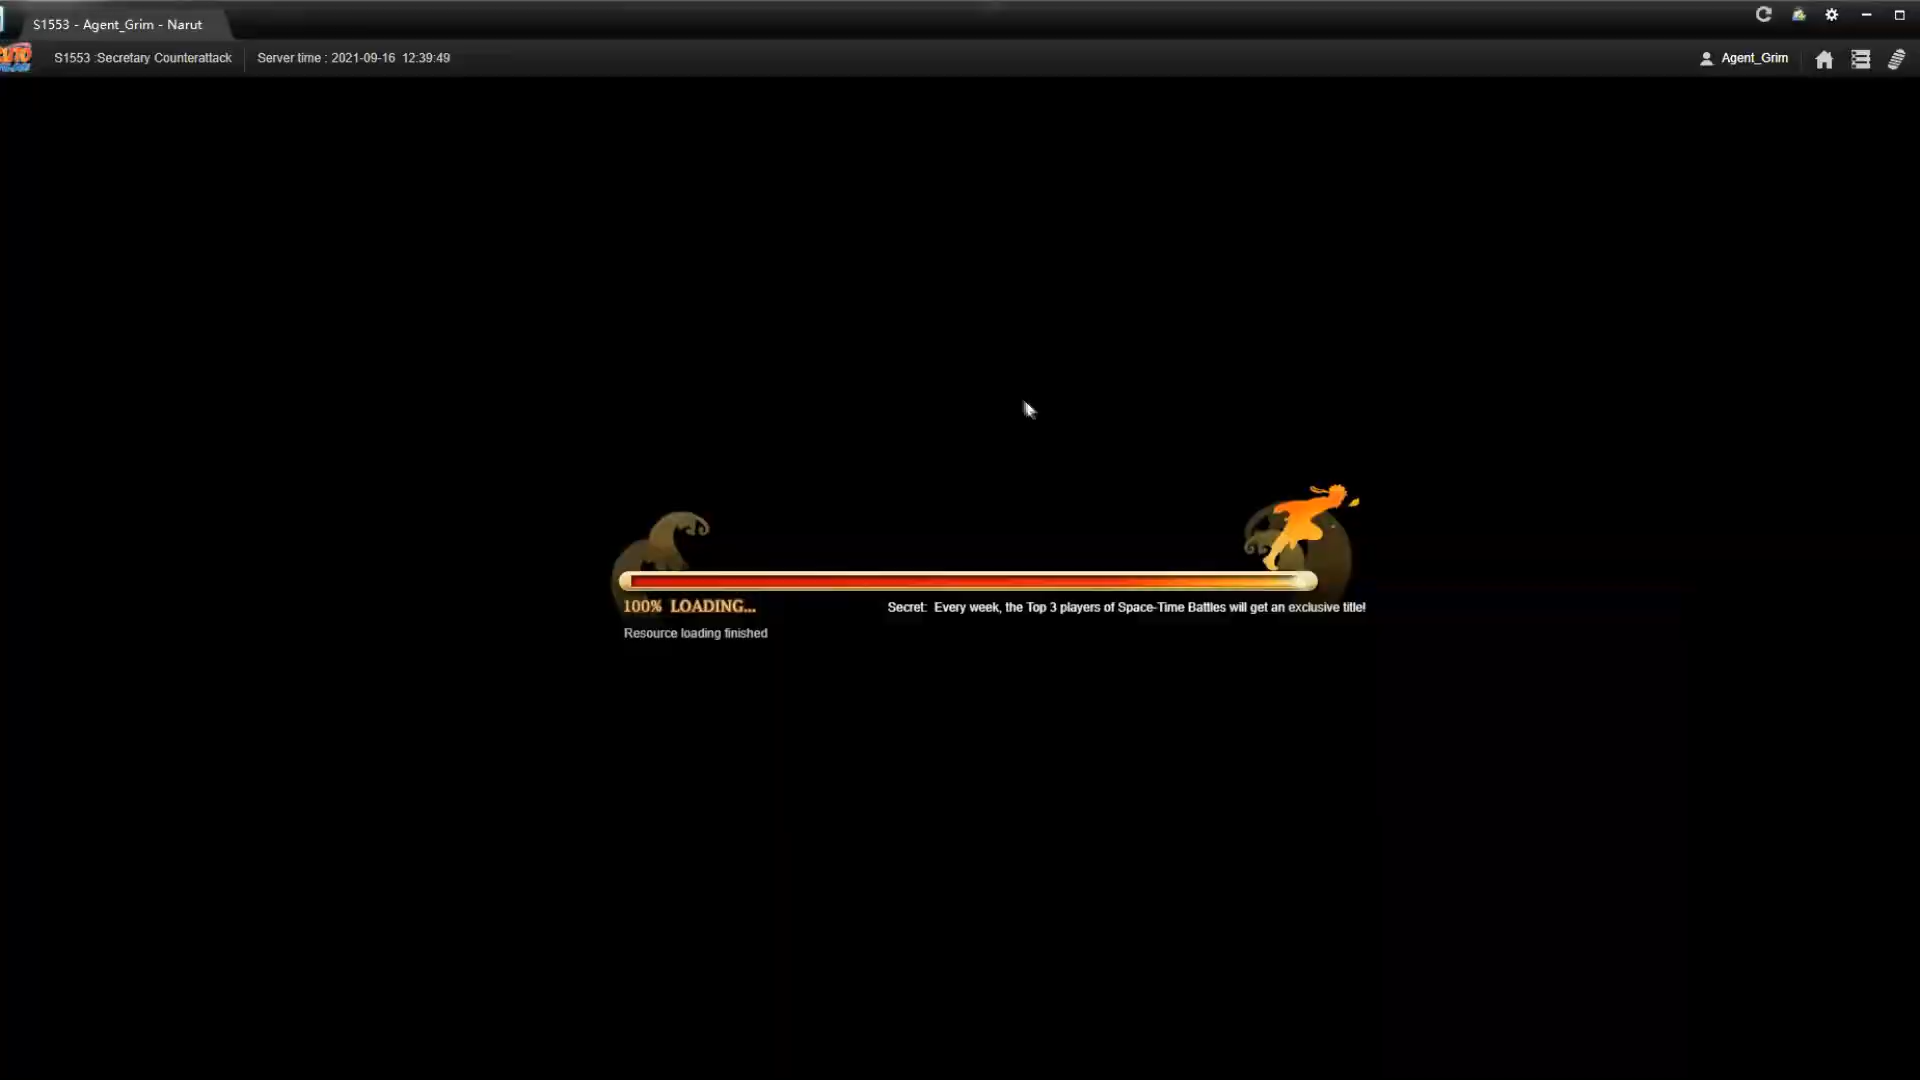 S1553 - Agent_Grim - Narut
S1553 :Secretary Counterattack
Server time : 2021-09-16 12:39:49
Agent_Grim
100% LOADING...
Secret: Every week, the Top 3 players of Space-Time Battles will get an exclusive title!
Resource loading finished